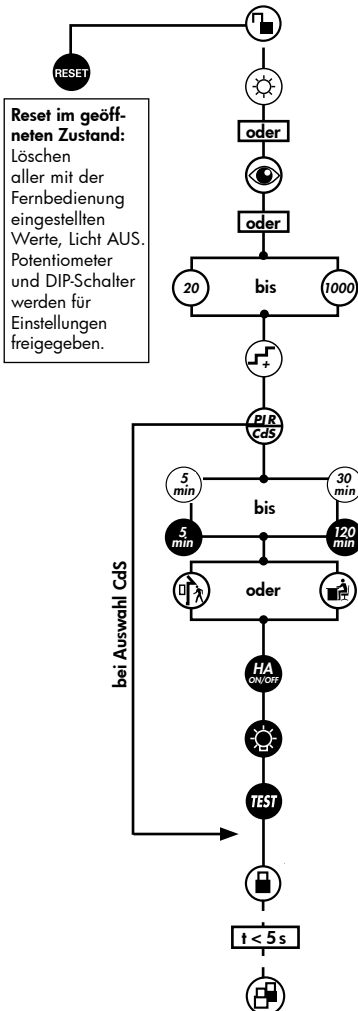 RESET
Reset im geöff-
neten Zustand:
Löschen
aller mit der
Fernbedienung
eingestellten
Werte, Licht AUS.
Potentiometer
und DIP-Schalter
werden für
Einstellungen
freigegeben.
oder
oder
20 bis 1000
+
PIR
CdS
5 min
30 min
bis
5 min
120 min
oder
bei Auswahl CdS
HA
ON/OFF
TEST
t < 5 s